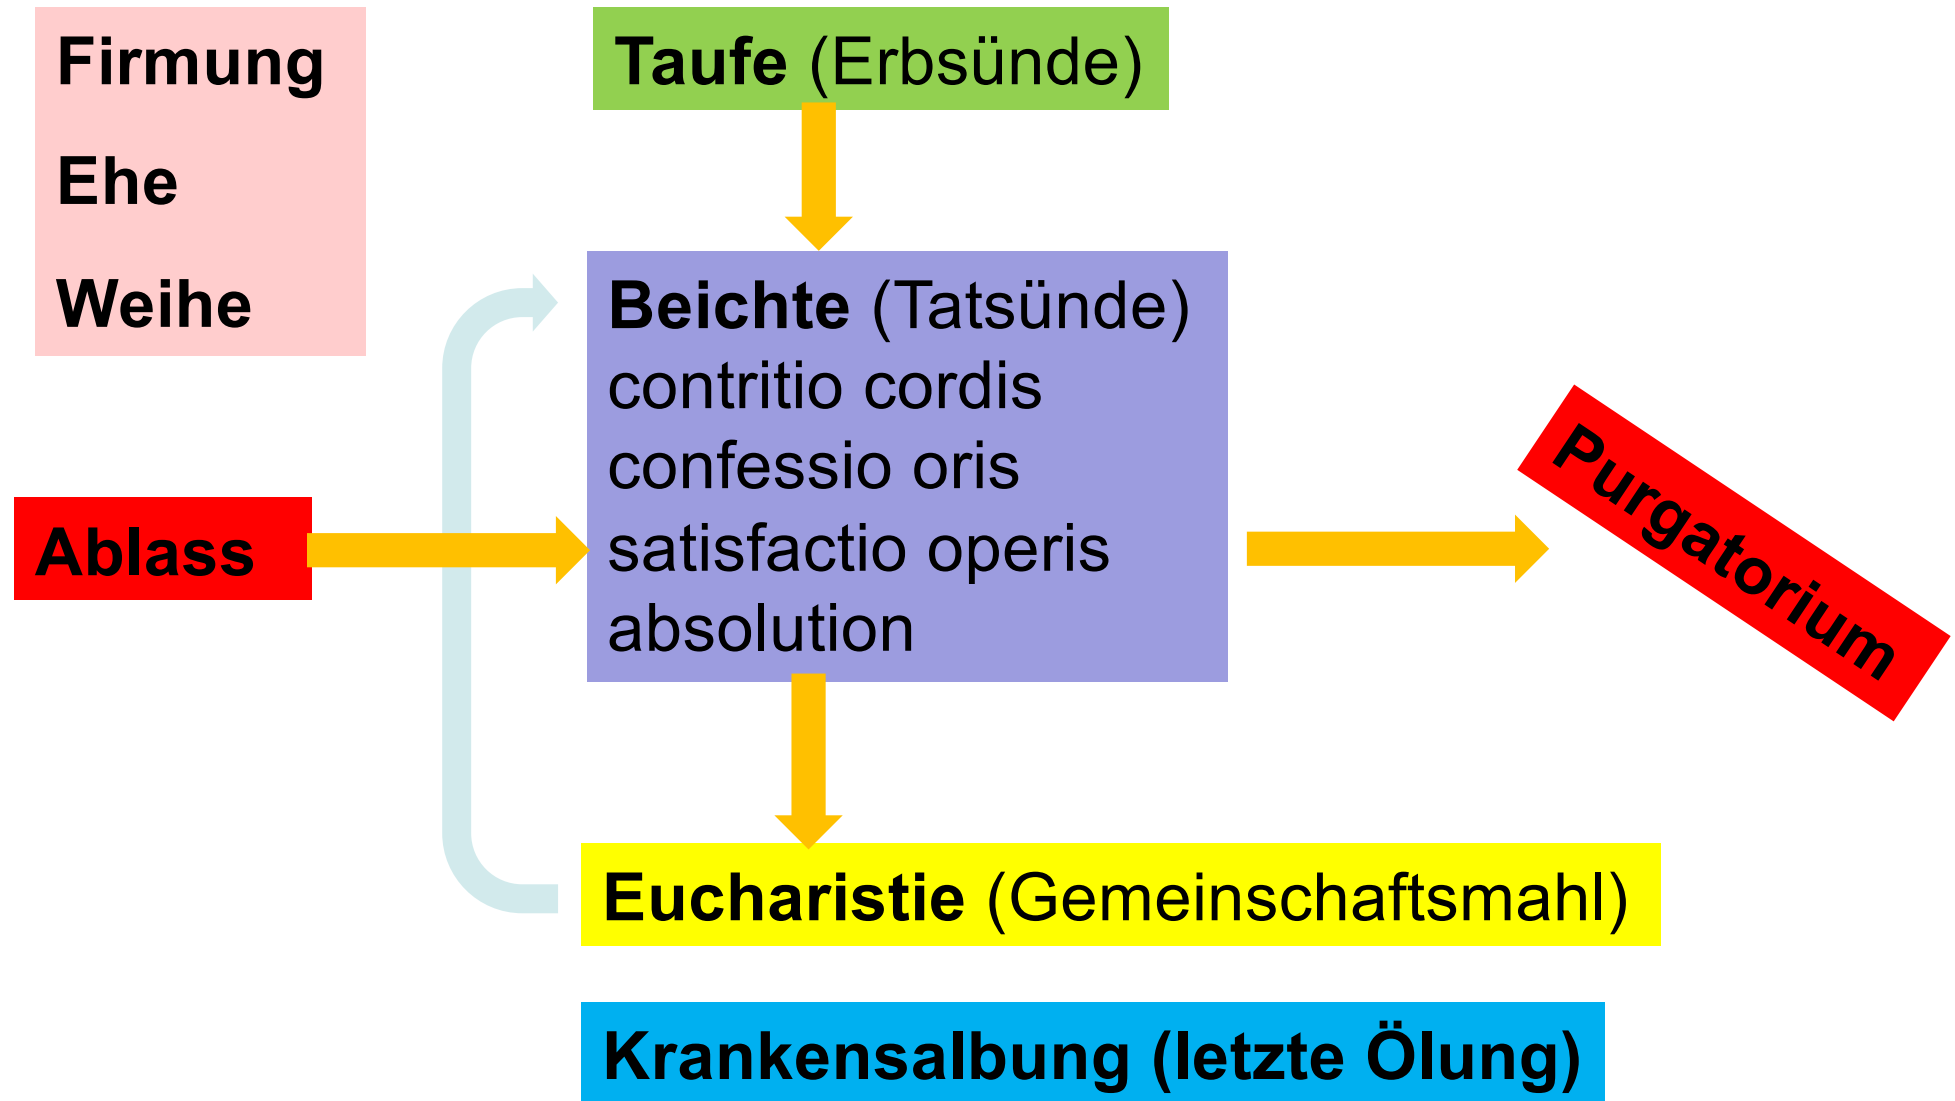 Firmung
Ehe
Weihe
Taufe (Erbsünde)
Beichte (Tatsünde)
contritio cordis
confessio oris
satisfactio operis
absolution
Ablass
Purgatorium
Eucharistie (Gemeinschaftsmahl)
Krankensalbung (letzte Ölung)